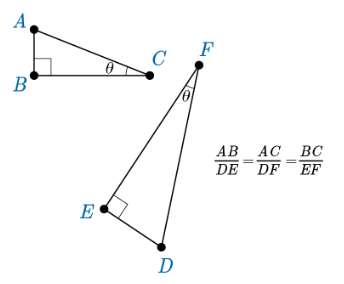 A
F
C
θ
B
θ
AB/DE = AC/DF = BC/EF
E
D